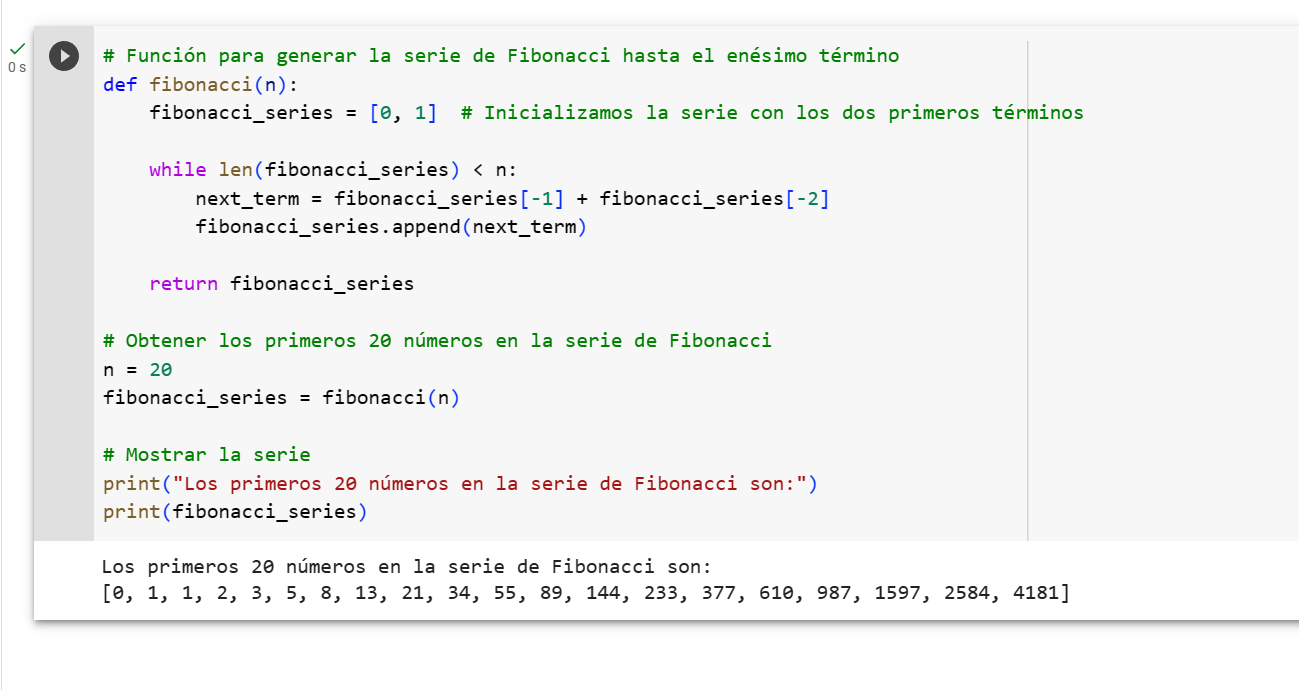 0 s
# Función para generar la serie de Fibonacci hasta el enésimo término
def fibonacci(n):
    fibonacci_series = [0, 1]  # Inicializamos la serie con los dos primeros términos

    while len(fibonacci_series) < n:
        next_term = fibonacci_series[-1] + fibonacci_series[-2]
        fibonacci_series.append(next_term)

    return fibonacci_series

# Obtener los primeros 20 números en la serie de Fibonacci
n = 20
fibonacci_series = fibonacci(n)

# Mostrar la serie
print("Los primeros 20 números en la serie de Fibonacci son:")
print(fibonacci_series)

Los primeros 20 números en la serie de Fibonacci son:
[0, 1, 1, 2, 3, 5, 8, 13, 21, 34, 55, 89, 144, 233, 377, 610, 987, 1597, 2584, 4181]